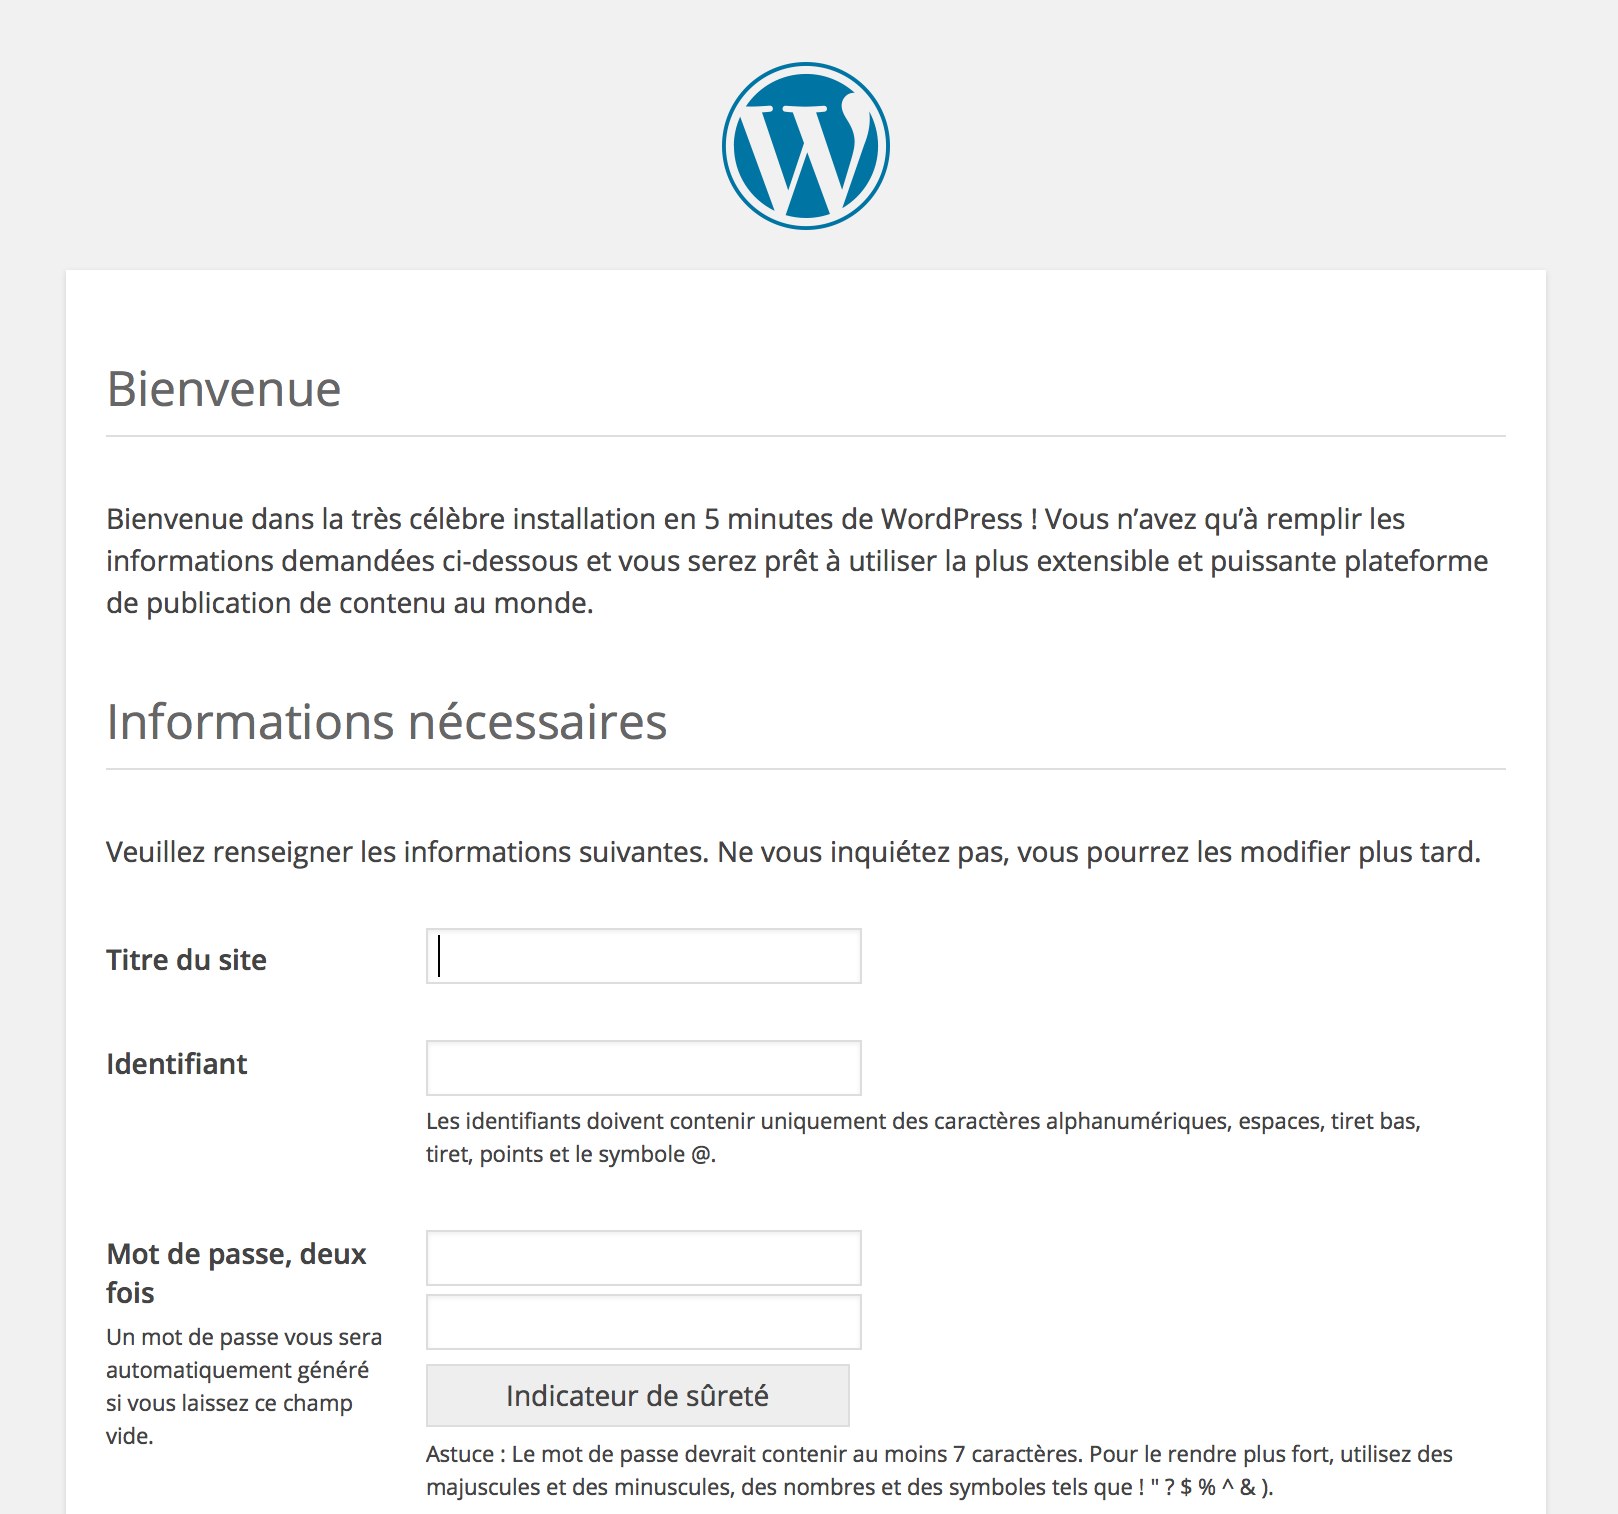 Bienvenue
Bienvenue dans la très célèbre installation en 5 minutes de WordPress ! Vous n’avez qu’à remplir les
informations demandées ci-dessous et vous serez prêt à utiliser la plus extensible et puissante plateforme
de publication de contenu au monde.
Informations nécessaires
Veuillez renseigner les informations suivantes. Ne vous inquiétez pas, vous pourrez les modifier plus tard.
Titre du site
Identifiant
Les identifiants doivent contenir uniquement des caractères alphanumériques, espaces, tiret bas,
tiret, points et le symbole @.
Mot de passe, deux
fois
Un mot de passe vous sera
automatiquement généré
si vous laissez ce champ
vide.
Indicateur de sûreté
Astuce : Le mot de passe devrait contenir au moins 7 caractères. Pour le rendre plus fort, utilisez des
majuscules et des minuscules, des nombres et des symboles tels que ! " ? $ % ^ & ).